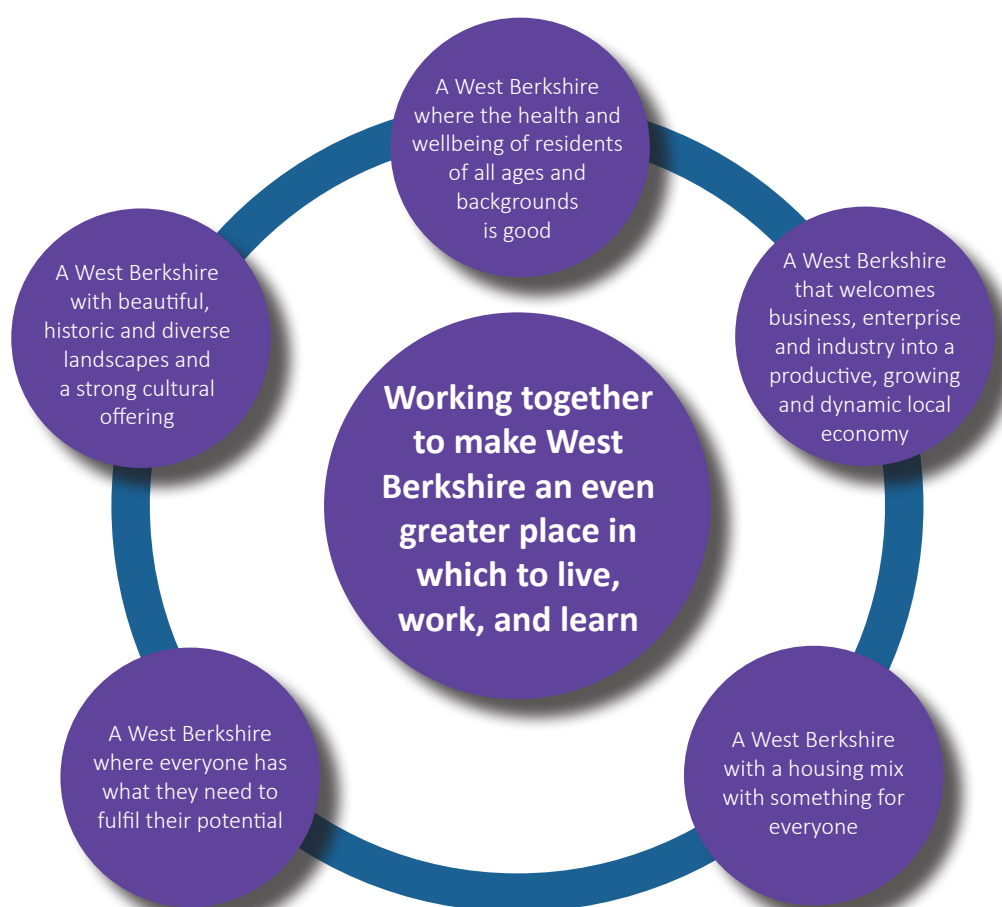 A West Berkshire
where the health and
wellbeing of residents
of all ages and
backgrounds
is good
A West Berkshire
that welcomes
business, enterprise
and industry into a
productive, growing
and dynamic local
economy
A West Berkshire
with a housing mix
with something for
everyone
A West Berkshire
where everyone has
what they need to
fulfil their potential
A West Berkshire
with beautiful,
historic and diverse
landscapes and
a strong cultural
offering
Working together
to make West
Berkshire an even
greater place in
which to live,
work, and learn